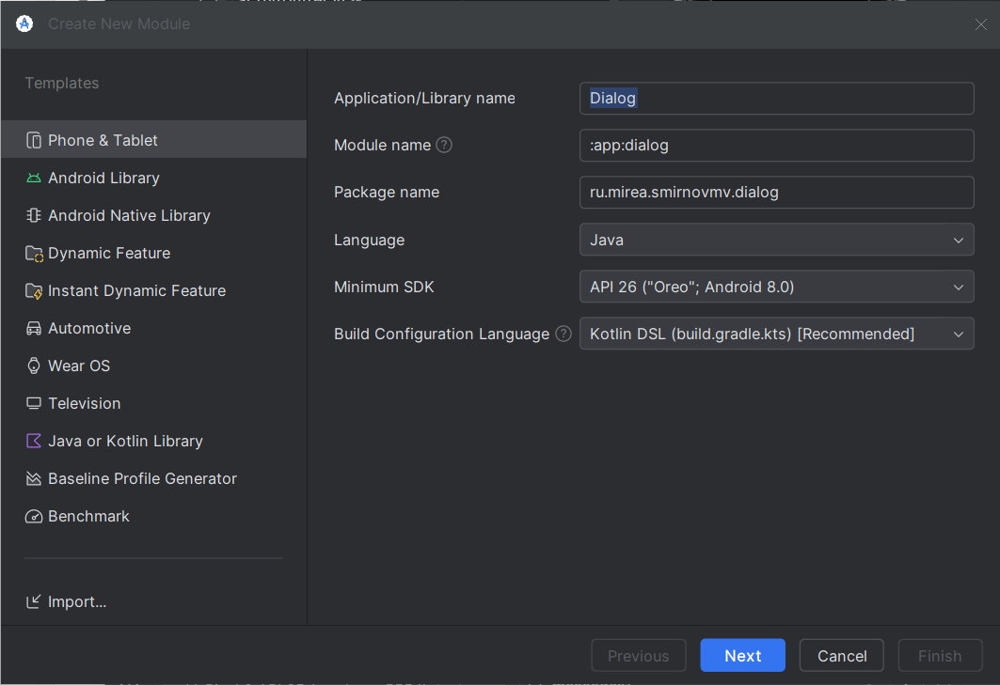 Create New Module
Templates
Phone & Tablet
Android Library
Android Native Library
Dynamic Feature
Instant Dynamic Feature
Automotive
Wear OS
Television
Java or Kotlin Library
Baseline Profile Generator
Benchmark
Import...
Application/Library name
Dialog
Module name ?
:app:dialog
Package name
ru.mirea.smirnovmv.dialog
Language
Java
Minimum SDK
API 26 ("Oreo"; Android 8.0)
Build Configuration Language ?
Kotlin DSL (build.gradle.kts) [Recommended]
Previous
Next
Cancel
Finish